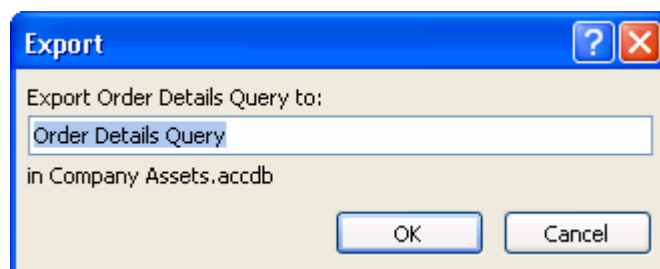 Export
?
Export Order Details Query to:
Order Details Query
in Company Assets.accdb
OK Cancel